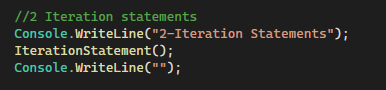 //2 Iteration statements
Console.WriteLine("2-Iteration Statements");
IterationStatement();
Console.WriteLine("");